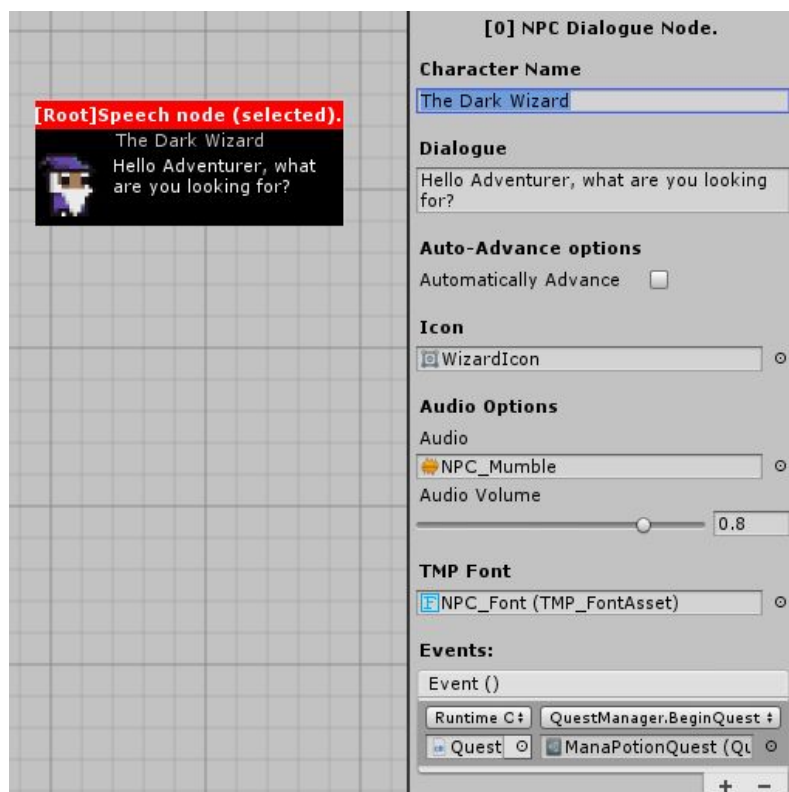 [Root]Speech node (selected).
The Dark Wizard
Hello Adventurer, what
are you looking for?
[0] NPC Dialogue Node.
Character Name
The Dark Wizard
Dialogue
Hello Adventurer, what are you looking
for?
Auto-Advance options
Automatically Advance
Icon
WizardIcon
Audio Options
Audio
NPC_Mumble
Audio Volume
0.8
TMP Font
NPC_Font (TMP_FontAsset)
Events:
Event ()
Runtime C QuestManager.BeginQuest
Quest ManaPotionQuest (Qu
+ −